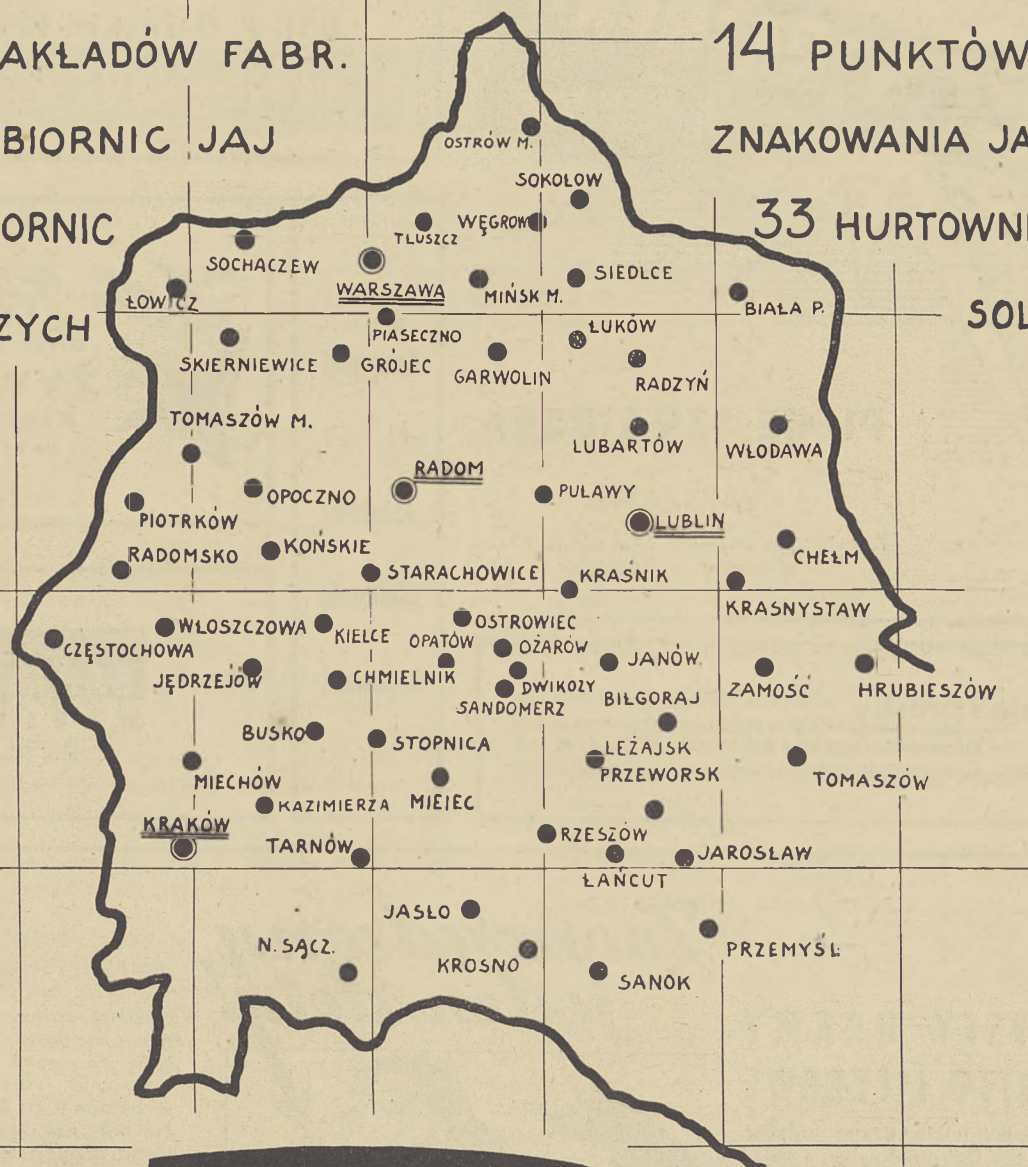 AKŁADÓW FABR.
14 PUNKTÓW
BIORNIC JAJ
ZNAKOWANIA JA
ORNIC
33 HURTOWNI
ZYCH
SOL
OSTRÓW M.
SOKOŁOW
WĘGROW
TŁUSZCZ
SOCHACZEW
WARSZAWA
MIŃSK M.
SIEDLCE
BIAŁA P.
ŁOWICZ
PIASECZNO
ŁUKÓW
SKIERNIEWICE
GRÓJEC
GARWOLIN
RADZYŃ
TOMASZÓW M.
LUBARTÓW
WŁODAWA
RADOM
OPOCZNO
PUŁAWY
PIOTRKÓW
LUBLIN
RADOMSKO
KOŃSKIE
CHEŁM
STARACHOWICE
KRAŚNIK
KRASNYSTAW
WŁOSZCZOWA
KIELCE
OSTROWIEC
OPATÓW
OŻARÓW
CZĘSTOCHOWA
JANÓW
JĘDRZEJÓW
CHMIELNIK
DWIKOZY
SANDOMERZ
BIŁGORAJ
ZAMOŚĆ
HRUBIESZÓW
BUSKO
STOPNICA
LEŻAJSK
PRZEWORSK
TOMASZÓW
MIECHÓW
KAZIMIERZA
MIEIEC
KRAKÓW
TARNÓW
RZESZÓW
JAROSŁAW
ŁAŃCUT
JASŁO
N. SĄCZ.
KROSNO
PRZEMYŚL
SANOK